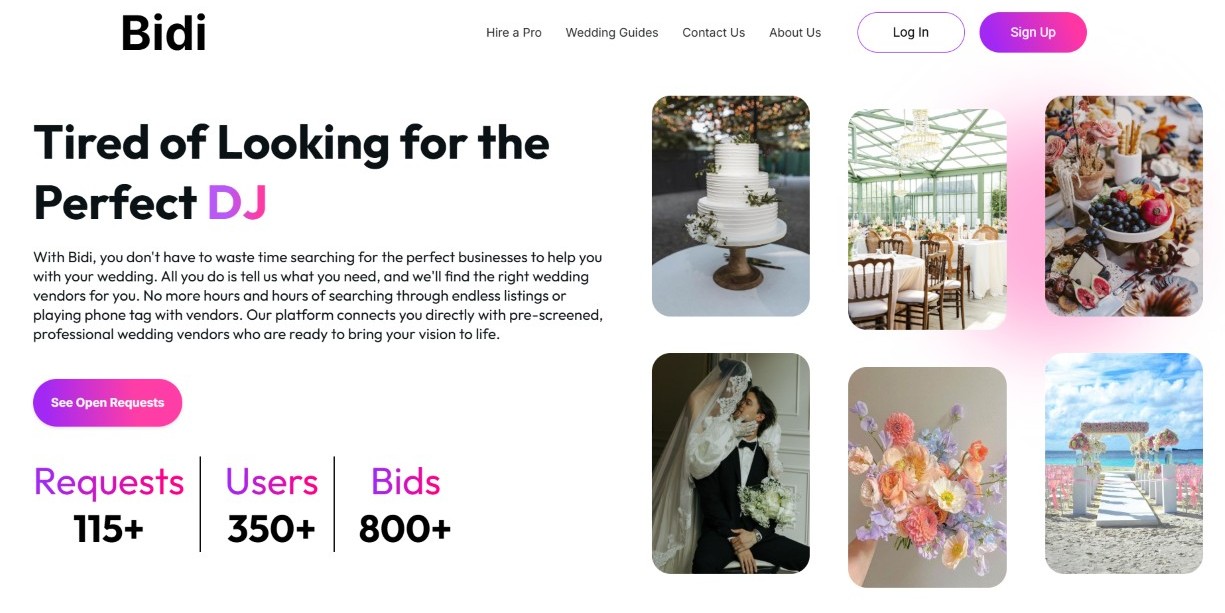 Bidi
Hire a Pro
Wedding Guides
Contact Us
About Us
Log In
Sign Up
Tired of Looking for the
Perfect DJ
With Bidi, you don't have to waste time searching for the perfect businesses to help you
with your wedding. All you do is tell us what you need, and we'll find the right wedding
vendors for you. No more hours and hours of searching through endless listings or
playing phone tag with vendors. Our platform connects you directly with pre-screened,
professional wedding vendors who are ready to bring your vision to life.
See Open Requests
Requests
115+
Users
350+
Bids
800+